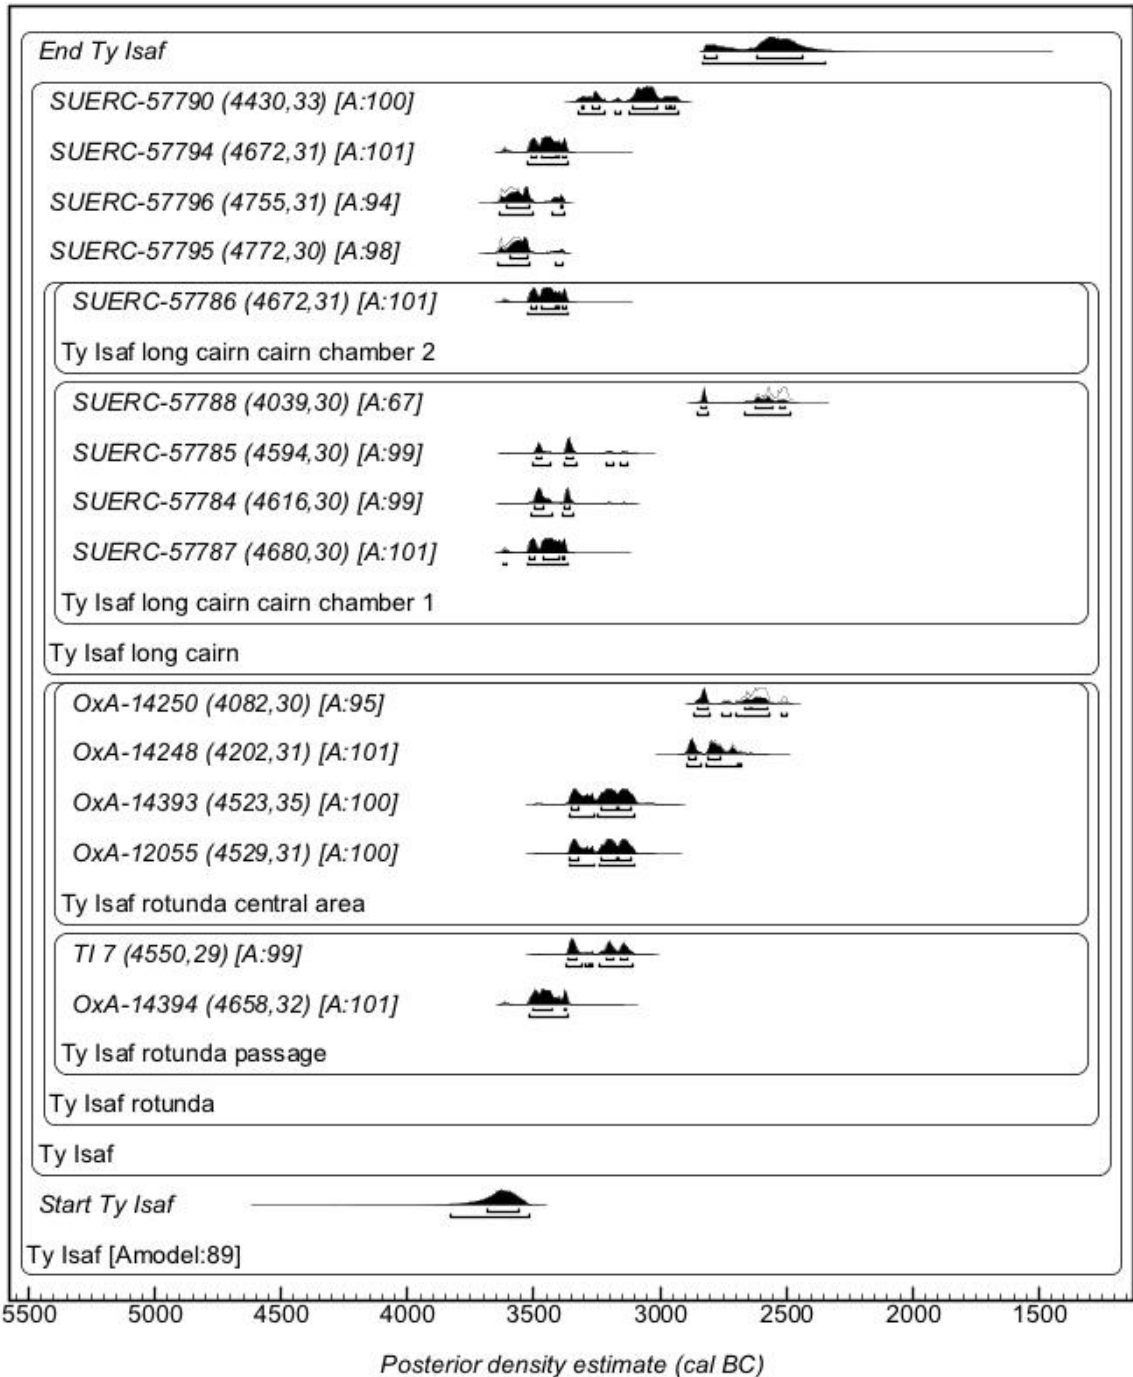 End Ty Isaf
SUERC-57790 (4430,33) [A:100]
SUERC-57794 (4672,31) [A:101]
SUERC-57796 (4755,31) [A:94]
SUERC-57795 (4772,30) [A:98]
SUERC-57786 (4672,31) [A:101]
Ty Isaf long cairn cairn chamber 2
SUERC-57788 (4039,30) [A:67]
SUERC-57785 (4594,30) [A:99]
SUERC-57784 (4616,30) [A:99]
SUERC-57787 (4680,30) [A:101]
Ty Isaf long cairn cairn chamber 1
Ty Isaf long cairn
OxA-14250 (4082,30) [A:95]
OxA-14248 (4202,31) [A:101]
OxA-14393 (4523,35) [A:100]
OxA-12055 (4529,31) [A:100]
Ty Isaf rotunda central area
TI 7 (4550,29) [A:99]
OxA-14394 (4658,32) [A:101]
Ty Isaf rotunda passage
Ty Isaf rotunda
Ty Isaf
Start Ty Isaf
Ty Isaf [Amodel:89]
5500 5000 4500 4000 3500 3000 2500 2000 1500
Posterior density estimate (cal BC)